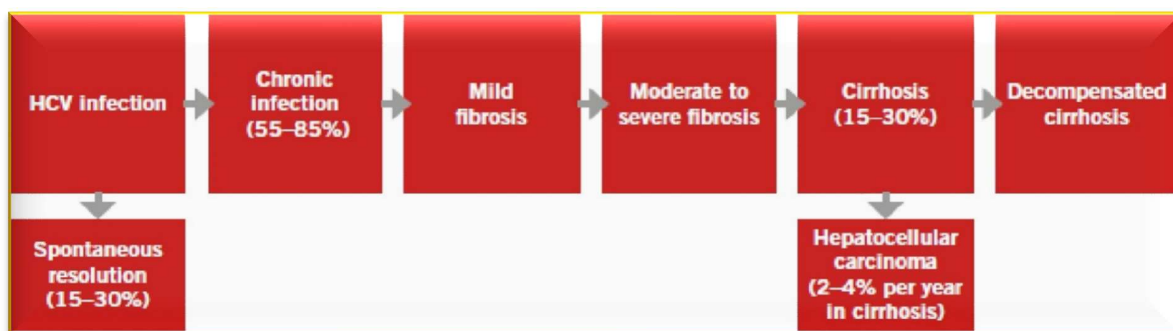 HCV infection
Chronic
infection
(55–85%)
Mild
fibrosis
Moderate to
severe fibrosis
Cirrhosis
(15–30%)
Decompensated
cirrhosis
Spontaneous
resolution
(15–30%)
Hepatocellular
carcinoma
(2–4% per year
in cirrhosis)